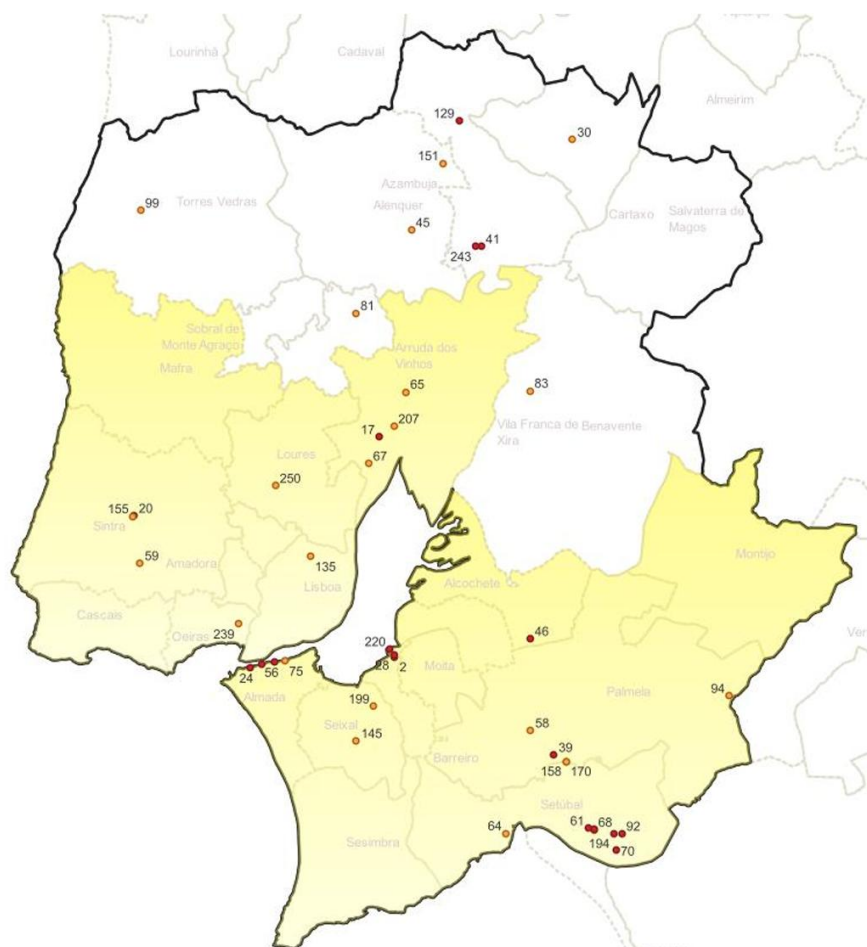 Lourinhã
Cadaval
Almeirim
129
30
151
Azambuja
Torres Vedras
99
Alenquer
45
Cartaxo
Salvaterra de
Magos
41
243
81
Sobral de
Monte Agraço
Mafra
Arruda dos
Vinhos
65
83
207
17
Vila Franca de
Xira
Benavente
67
Loures
250
155
20
Sintra
59
Amadora
135
Lisboa
Montijo
Alcochete
Cascais
Oeiras
239
220
46
24
56
75
28
2
Moita
Almada
Palmela
94
199
Seixal
145
58
39
Barreiro
158
170
Setúbal
61
68
92
64
194
70
Sesimbra